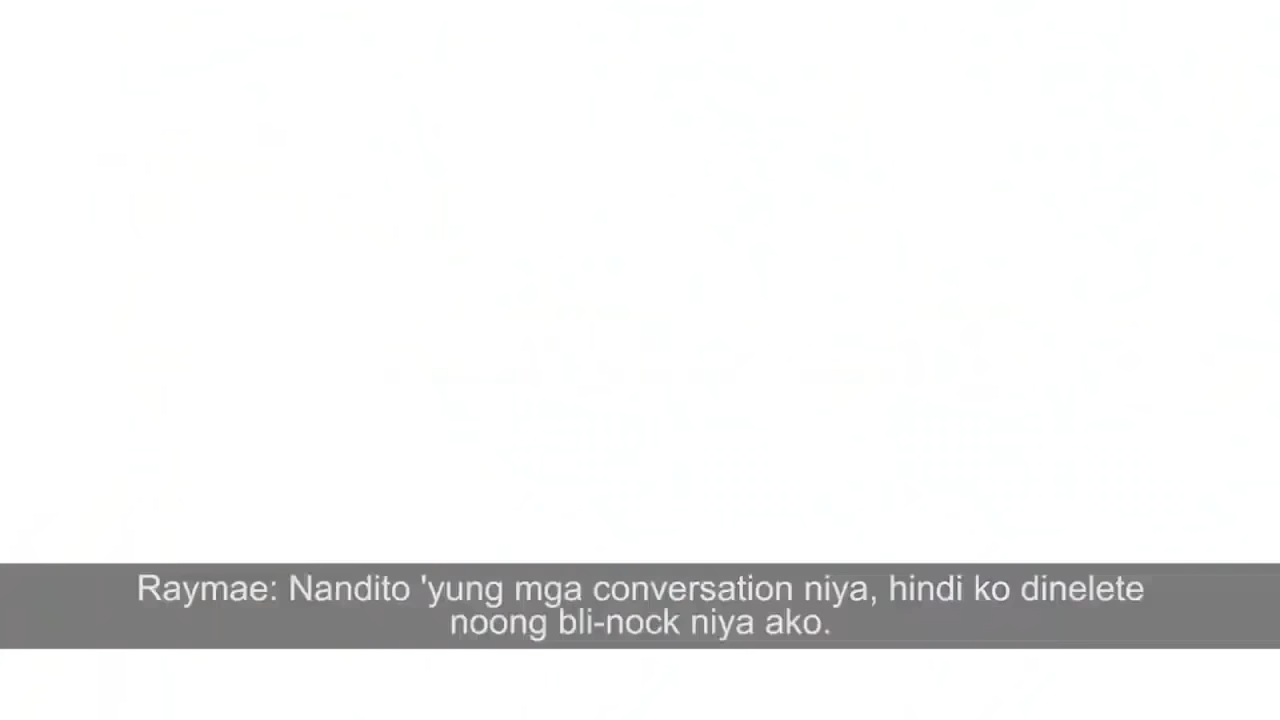 Raymae: Nandito 'yung mga conversation niya, hindi ko dinelete
noong bli-nock niya ako.